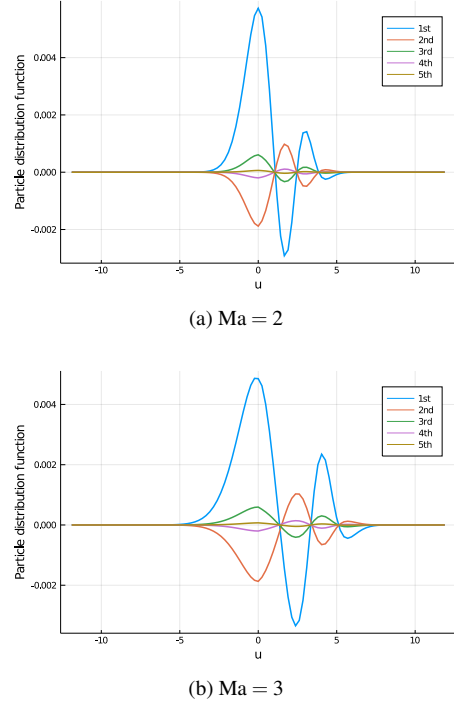 Particle distribution function
0.004
0.002
0.000
-0.002
-10
-5
0
5
10
u
1st
2nd
3rd
4th
5th
(a) Ma = 2
Particle distribution function
0.004
0.002
0.000
-0.002
-10
-5
0
5
10
u
1st
2nd
3rd
4th
5th
(b) Ma = 3